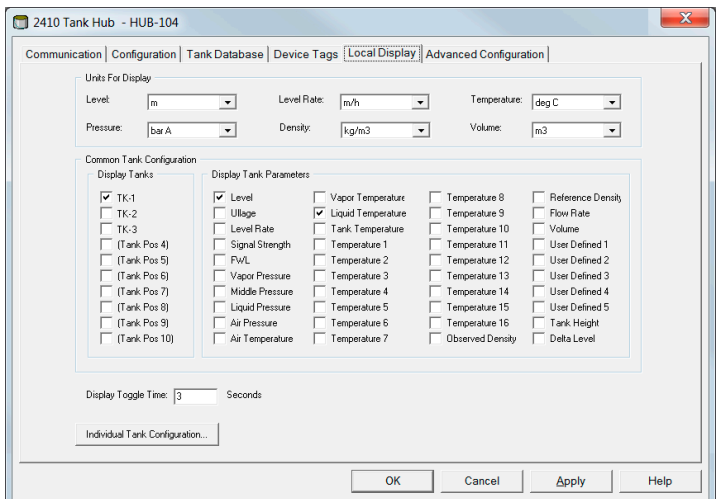 2410 Tank Hub - HUB-104
Communication Configuration Tank Database Device Tags Local Display Advanced Configuration
Units For Display
Level: m Level Rate: m/h Temperature: deg C
Pressure: bar A Density: kg/m3 Volume: m3
Common Tank Configuration
Display Tanks Display Tank Parameters
TK-1 Level Vapor Temperature Temperature 8 Reference Density
TK-2 Ullage Liquid Temperature Temperature 9 Flow Rate
TK-3 Level Rate Tank Temperature Temperature 10 Volume
(Tank Pos 4) Signal Strength Temperature 1 Temperature 11 User Defined 1
(Tank Pos 5) FWL Temperature 2 Temperature 12 User Defined 2
(Tank Pos 6) Vapor Pressure Temperature 3 Temperature 13 User Defined 3
(Tank Pos 7) Middle Pressure Temperature 4 Temperature 14 User Defined 4
(Tank Pos 8) Liquid Pressure Temperature 5 Temperature 15 User Defined 5
(Tank Pos 9) Air Pressure Temperature 6 Temperature 16 Tank Height
(Tank Pos 10) Air Temperature Temperature 7 Observed Density Delta Level
Display Toggle Time: 3 Seconds
Individual Tank Configuration...
OK Cancel Apply Help